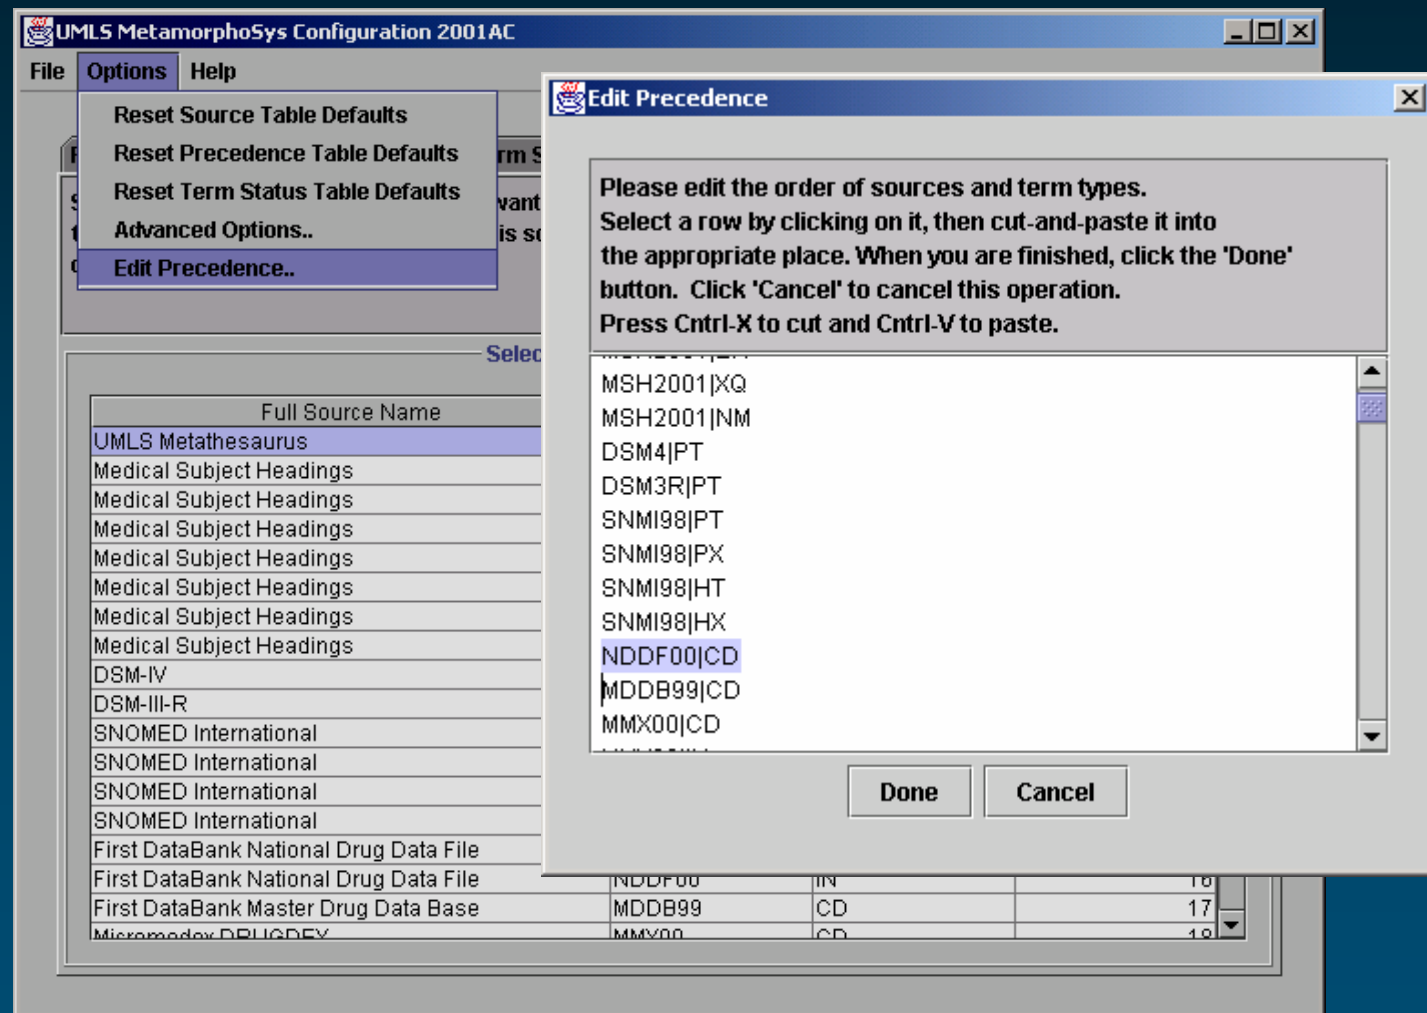 UMLS MetamorphoSys Configuration 2001AC
File Options Help
Reset Source Table Defaults
Reset Precedence Table Defaults
Reset Term Status Table Defaults
Advanced Options..
Edit Precedence..
Edit Precedence
Please edit the order of sources and term types.
Select a row by clicking on it, then cut-and-paste it into
the appropriate place. When you are finished, click the 'Done'
button. Click 'Cancel' to cancel this operation.
Press Cntrl-X to cut and Cntrl-V to paste.
MSH2001|XQ
MSH2001|NM
DSM4|PT
DSM3R|PT
SNMI98|PT
SNMI98|PX
SNMI98|HT
SNMI98|HX
NDDF00|CD
MDDB99|CD
MMX00|CD
Done Cancel
Full Source Name
UMLS Metathesaurus
Medical Subject Headings
Medical Subject Headings
Medical Subject Headings
Medical Subject Headings
Medical Subject Headings
Medical Subject Headings
Medical Subject Headings
DSM-IV
DSM-III-R
SNOMED International
SNOMED International
SNOMED International
SNOMED International
First DataBank National Drug Data File
First DataBank National Drug Data File NDDF00 IN 16
First DataBank Master Drug Data Base MDDB99 CD 17
Micromedex DRUGDEX MMX00 CD 18